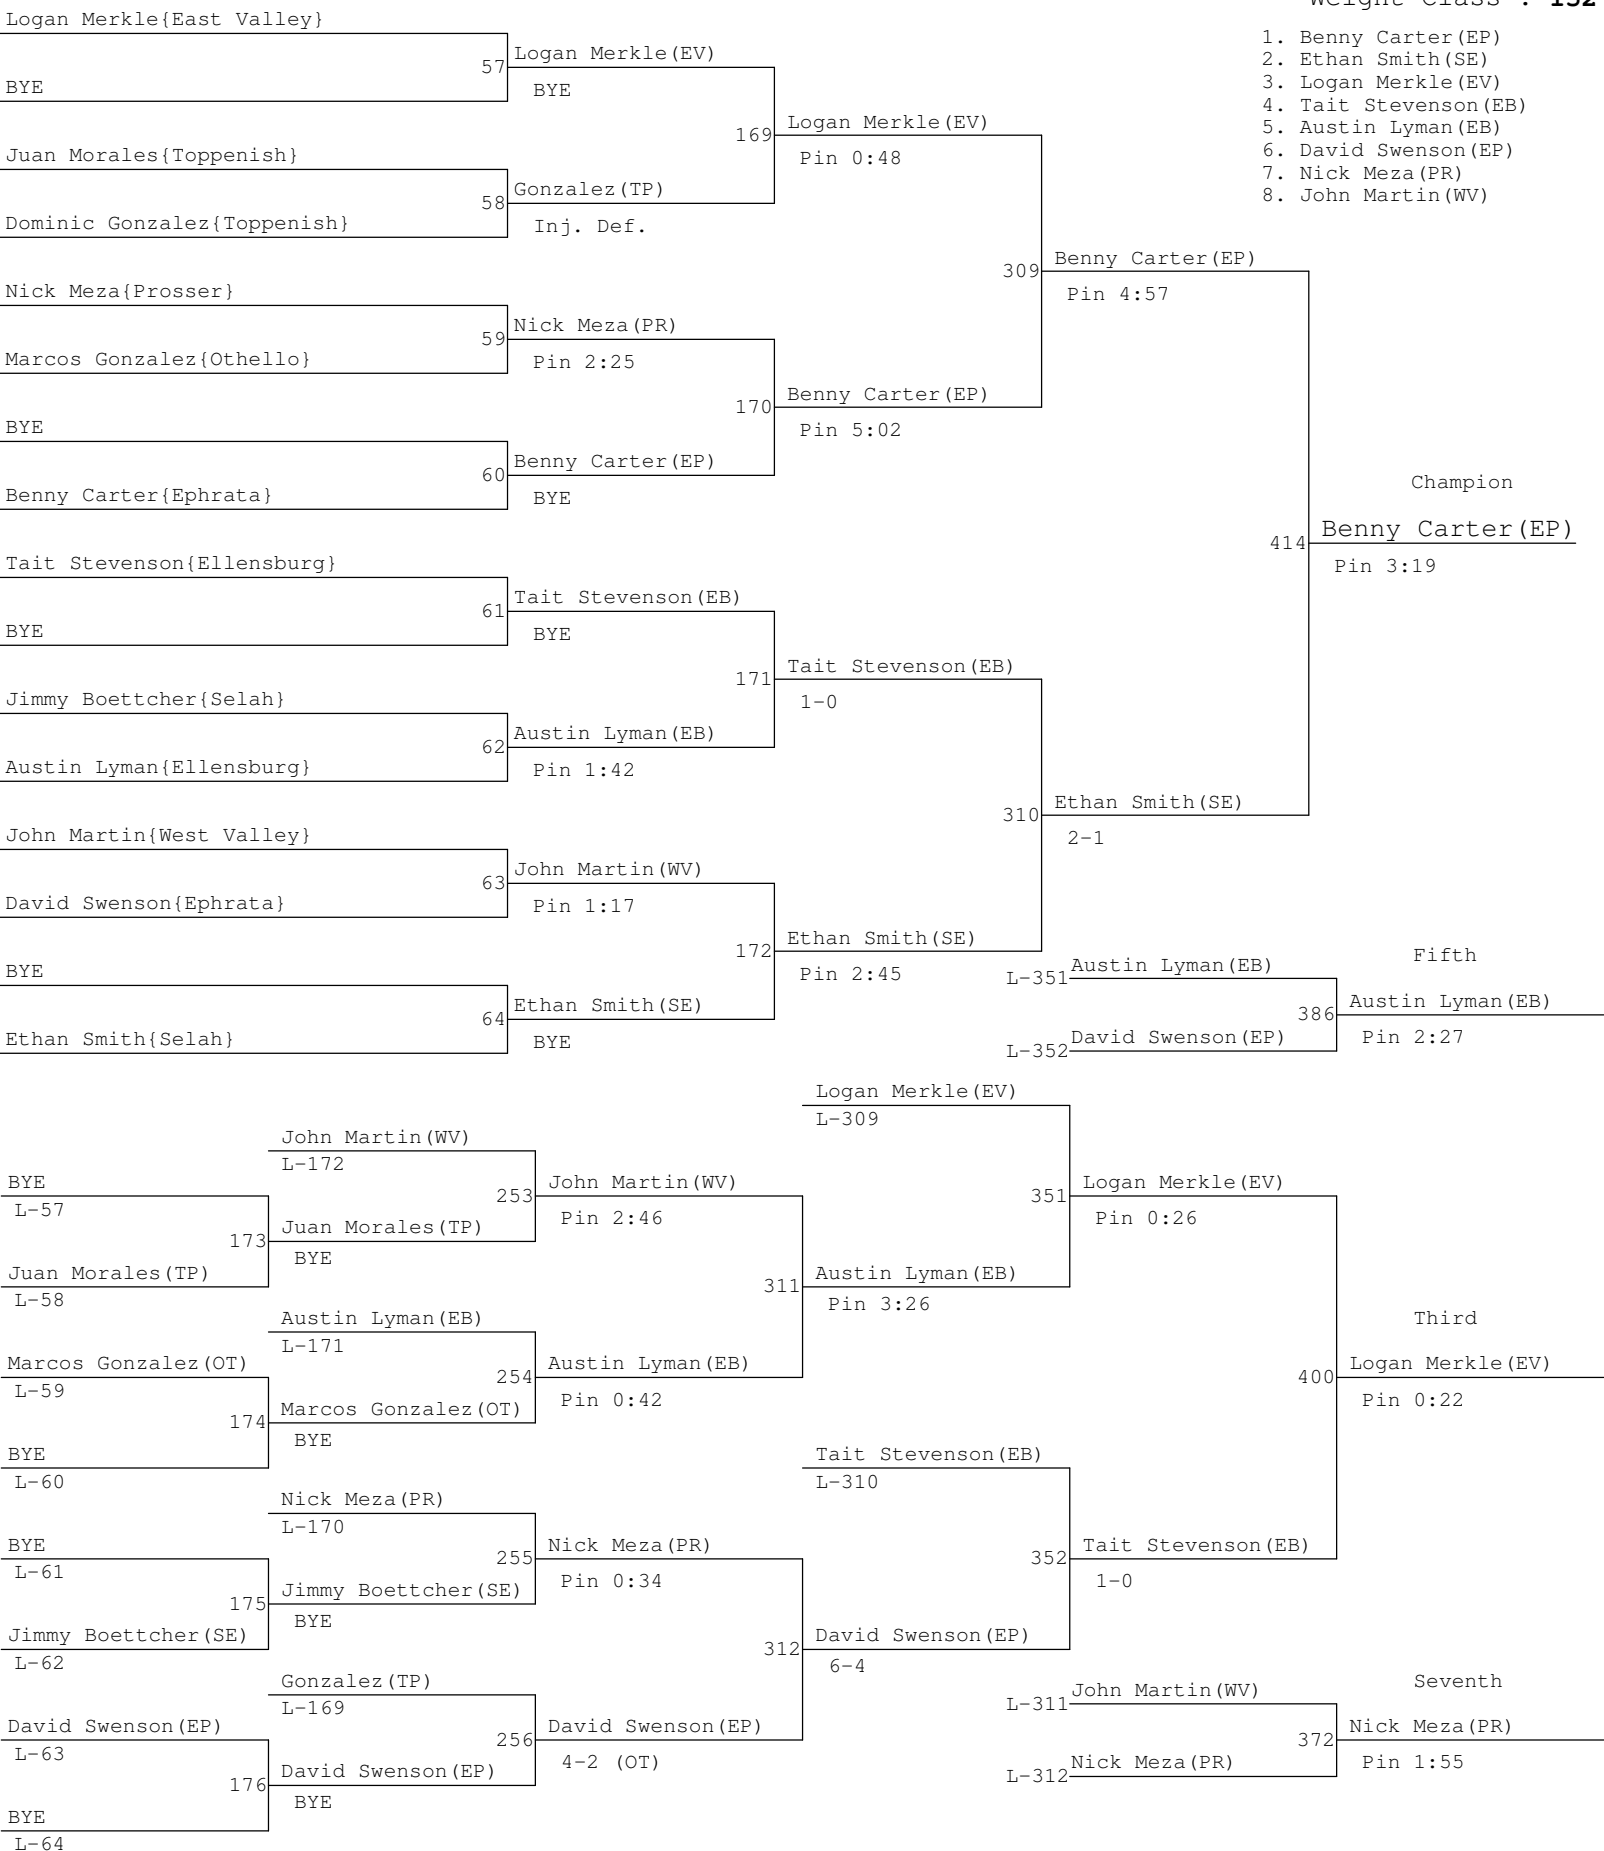 Weight Class : 152
1. Benny Carter(EP)
2. Ethan Smith(SE)
3. Logan Merkle(EV)
4. Tait Stevenson(EB)
5. Austin Lyman(EB)
6. David Swenson(EP)
7. Nick Meza(PR)
8. John Martin(WV)
Logan Merkle{East Valley}
57
Logan Merkle(EV)
BYE
BYE
169
Logan Merkle(EV)
Pin 0:48
Juan Morales{Toppenish}
58
Gonzalez(TP)
Inj. Def.
Dominic Gonzalez{Toppenish}
309
Benny Carter(EP)
Pin 4:57
Nick Meza{Prosser}
59
Nick Meza(PR)
Pin 2:25
Marcos Gonzalez{Othello}
170
Benny Carter(EP)
Pin 5:02
BYE
60
Benny Carter(EP)
BYE
Benny Carter{Ephrata}
Champion
414
Benny Carter(EP)
Pin 3:19
Tait Stevenson{Ellensburg}
61
Tait Stevenson(EB)
BYE
BYE
171
Tait Stevenson(EB)
1-0
Jimmy Boettcher{Selah}
62
Austin Lyman(EB)
Pin 1:42
Austin Lyman{Ellensburg}
310
Ethan Smith(SE)
2-1
John Martin{West Valley}
63
John Martin(WV)
Pin 1:17
David Swenson{Ephrata}
172
Ethan Smith(SE)
Pin 2:45
BYE
64
Ethan Smith(SE)
BYE
Ethan Smith{Selah}
Fifth
L-351
Austin Lyman(EB)
386
Austin Lyman(EB)
Pin 2:27
L-352
David Swenson(EP)
Logan Merkle(EV)
L-309
John Martin(WV)
L-172
BYE
L-57
253
John Martin(WV)
Pin 2:46
351
Logan Merkle(EV)
Pin 0:26
173
Juan Morales(TP)
BYE
Juan Morales(TP)
L-58
311
Austin Lyman(EB)
Pin 3:26
Austin Lyman(EB)
L-171
Third
Marcos Gonzalez(OT)
L-59
254
Austin Lyman(EB)
Pin 0:42
400
Logan Merkle(EV)
Pin 0:22
174
Marcos Gonzalez(OT)
BYE
BYE
L-60
Tait Stevenson(EB)
L-310
Nick Meza(PR)
L-170
BYE
L-61
255
Nick Meza(PR)
Pin 0:34
352
Tait Stevenson(EB)
1-0
175
Jimmy Boettcher(SE)
BYE
Jimmy Boettcher(SE)
L-62
312
David Swenson(EP)
6-4
Gonzalez(TP)
L-169
Seventh
L-311
John Martin(WV)
David Swenson(EP)
L-63
256
David Swenson(EP)
4-2 (OT)
372
Nick Meza(PR)
Pin 1:55
L-312
Nick Meza(PR)
176
David Swenson(EP)
BYE
BYE
L-64